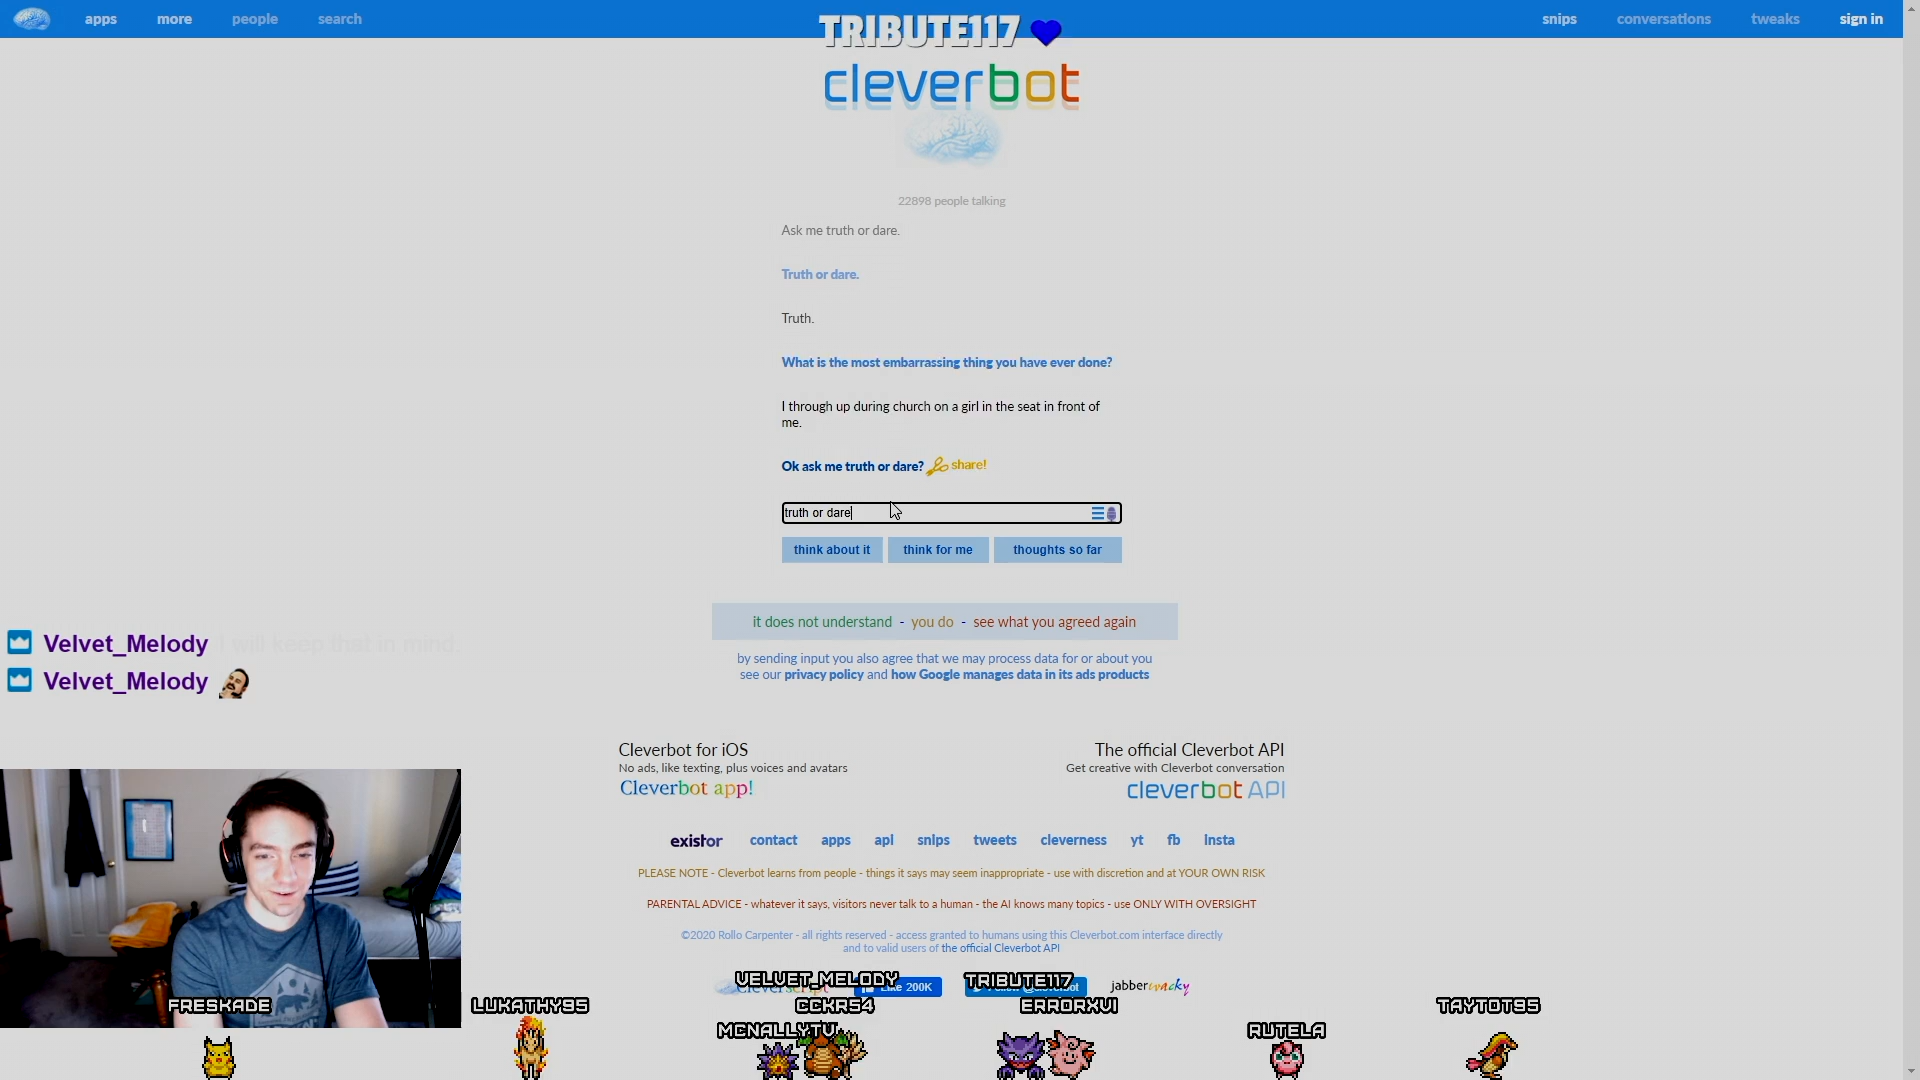 apps more people search snips conversations tweaks sign in
TRIBUTE117
cleverbot
22898 people talking
Ask me truth or dare.
Truth or dare.
Truth.
What is the most embarrassing thing you have ever done?
I through up during church on a girl in the seat in front of
me.
Ok ask me truth or dare? share!
truth or dare
think about it think for me thoughts so far
it does not understand - you do - see what you agreed again
by sending input you also agree that we may process data for or about you
see our privacy policy and how Google manages data in its ads products
Velvet_Melody I will keep that in mind.
Velvet_Melody
Cleverbot for iOS
No ads, like texting, plus voices and avatars
Cleverbot app!
The official Cleverbot API
Get creative with Cleverbot conversation
cleverbot API
existor contact apps api snips tweets cleverness yt fb insta
PLEASE NOTE - Cleverbot learns from people - things it says may seem inappropriate - use with discretion and at YOUR OWN RISK
PARENTAL ADVICE - whatever it says, visitors never talk to a human - the AI knows many topics - use ONLY WITH OVERSIGHT
©2020 Rollo Carpenter - all rights reserved - access granted to humans using this Cleverbot.com interface directly
and to valid users of the official Cleverbot API
VELVET_MELODY TRIBUTE117
Like 200K jabberwacky
FRESKADE LUKATHY95 CCKR54 ERRORXVI TAYTOT95
MCNALLYTV RUTELA